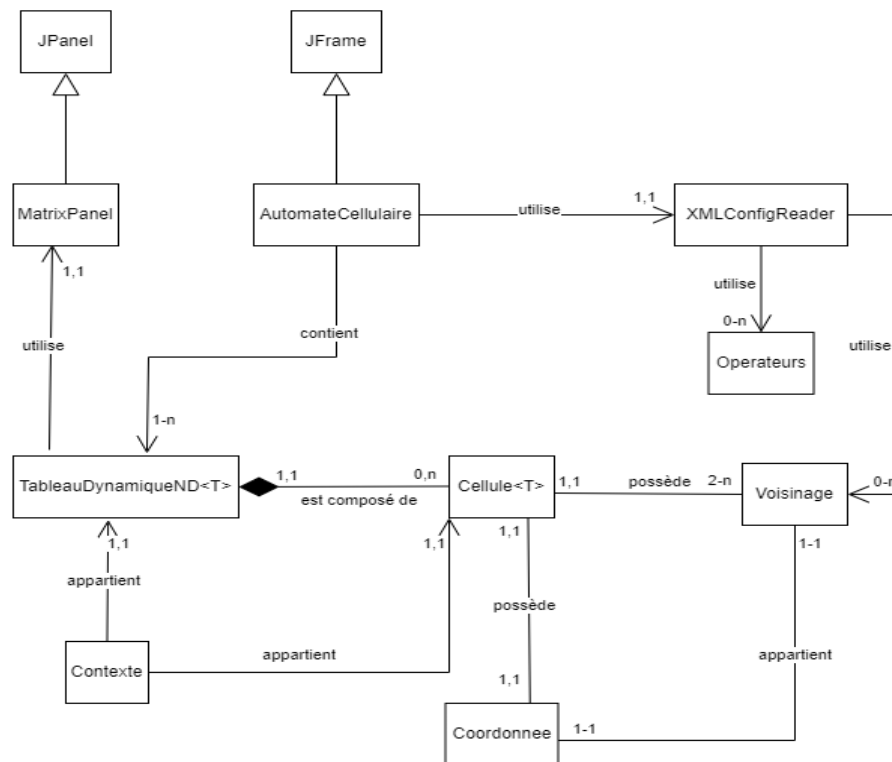 JPanel
JFrame
MatrixPanel
AutomateCellulaire
utilise
1,1
XMLConfigReader
1,1
utilise
contient
utilise
0-n
Operateurs
utilise
1-n
TableauDynamiqueND<T>
1,1
0,n
est composé de
Cellule<T>
1,1
possède
2-n
Voisinage
0-n
1,1
appartient
1,1
1,1
1-1
possède
Contexte
appartient
appartient
1,1
Coordonnee
1-1